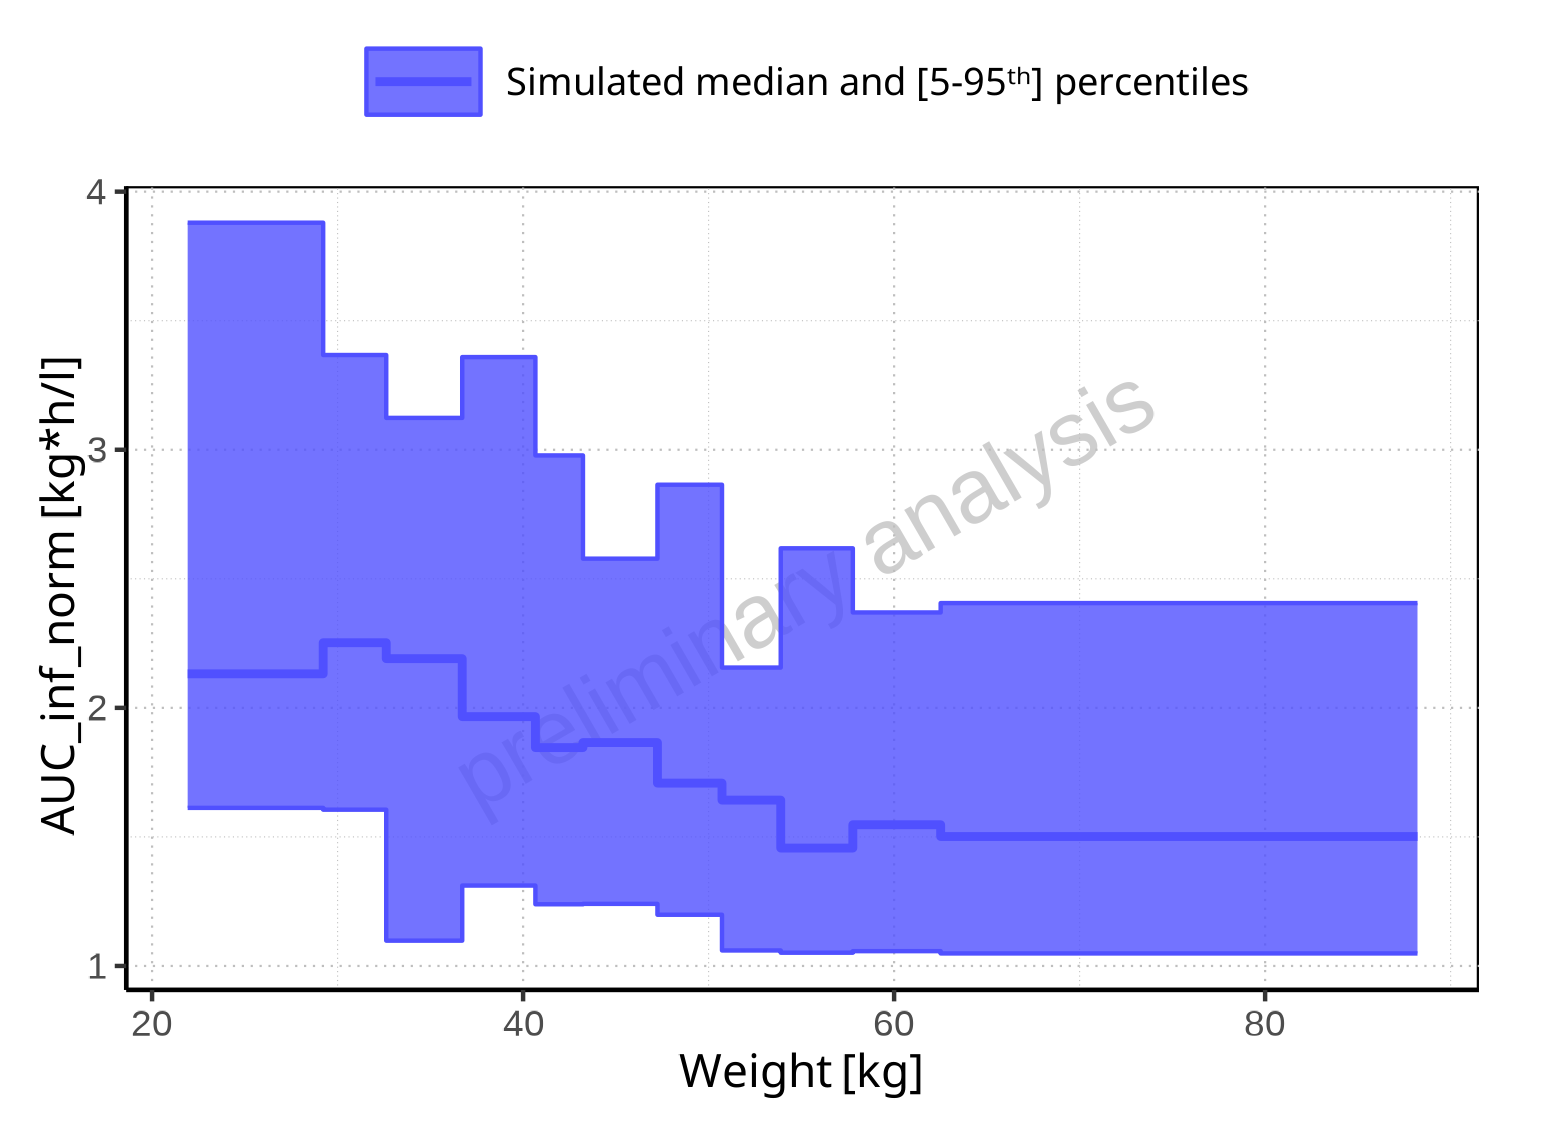 Simulated median and [5-95ᵗʰ] percentiles
4
3
2
1
AUC_inf_norm [kg*h/l]
preliminary analysis
20 40 60 80
Weight [kg]